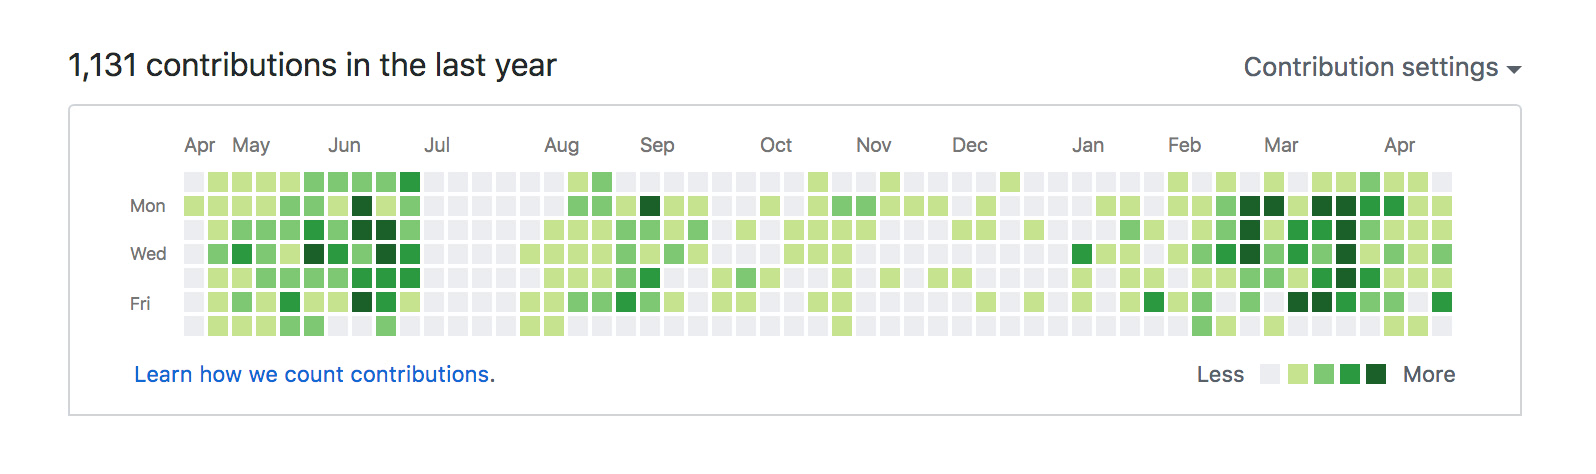 1,131 contributions in the last year
Contribution settings
Apr May Jun Jul Aug Sep Oct Nov Dec Jan Feb Mar Apr
Mon
Wed
Fri
Learn how we count contributions.
Less More